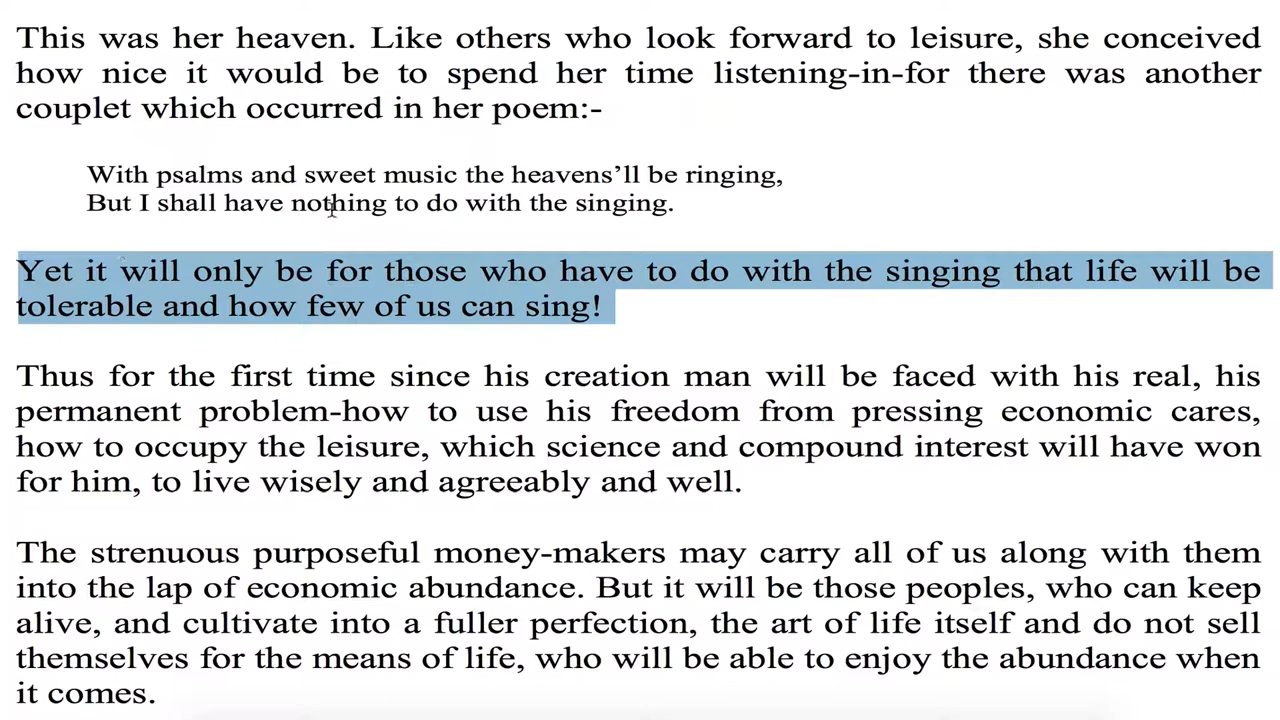 This was her heaven. Like others who look forward to leisure, she conceived
how nice it would be to spend her time listening-in-for there was another
couplet which occurred in her poem:-
With psalms and sweet music the heavens’ll be ringing,
But I shall have nothing to do with the singing.
Yet it will only be for those who have to do with the singing that life will be
tolerable and how few of us can sing!
Thus for the first time since his creation man will be faced with his real, his
permanent problem-how to use his freedom from pressing economic cares,
how to occupy the leisure, which science and compound interest will have won
for him, to live wisely and agreeably and well.
The strenuous purposeful money-makers may carry all of us along with them
into the lap of economic abundance. But it will be those peoples, who can keep
alive, and cultivate into a fuller perfection, the art of life itself and do not sell
themselves for the means of life, who will be able to enjoy the abundance when
it comes.